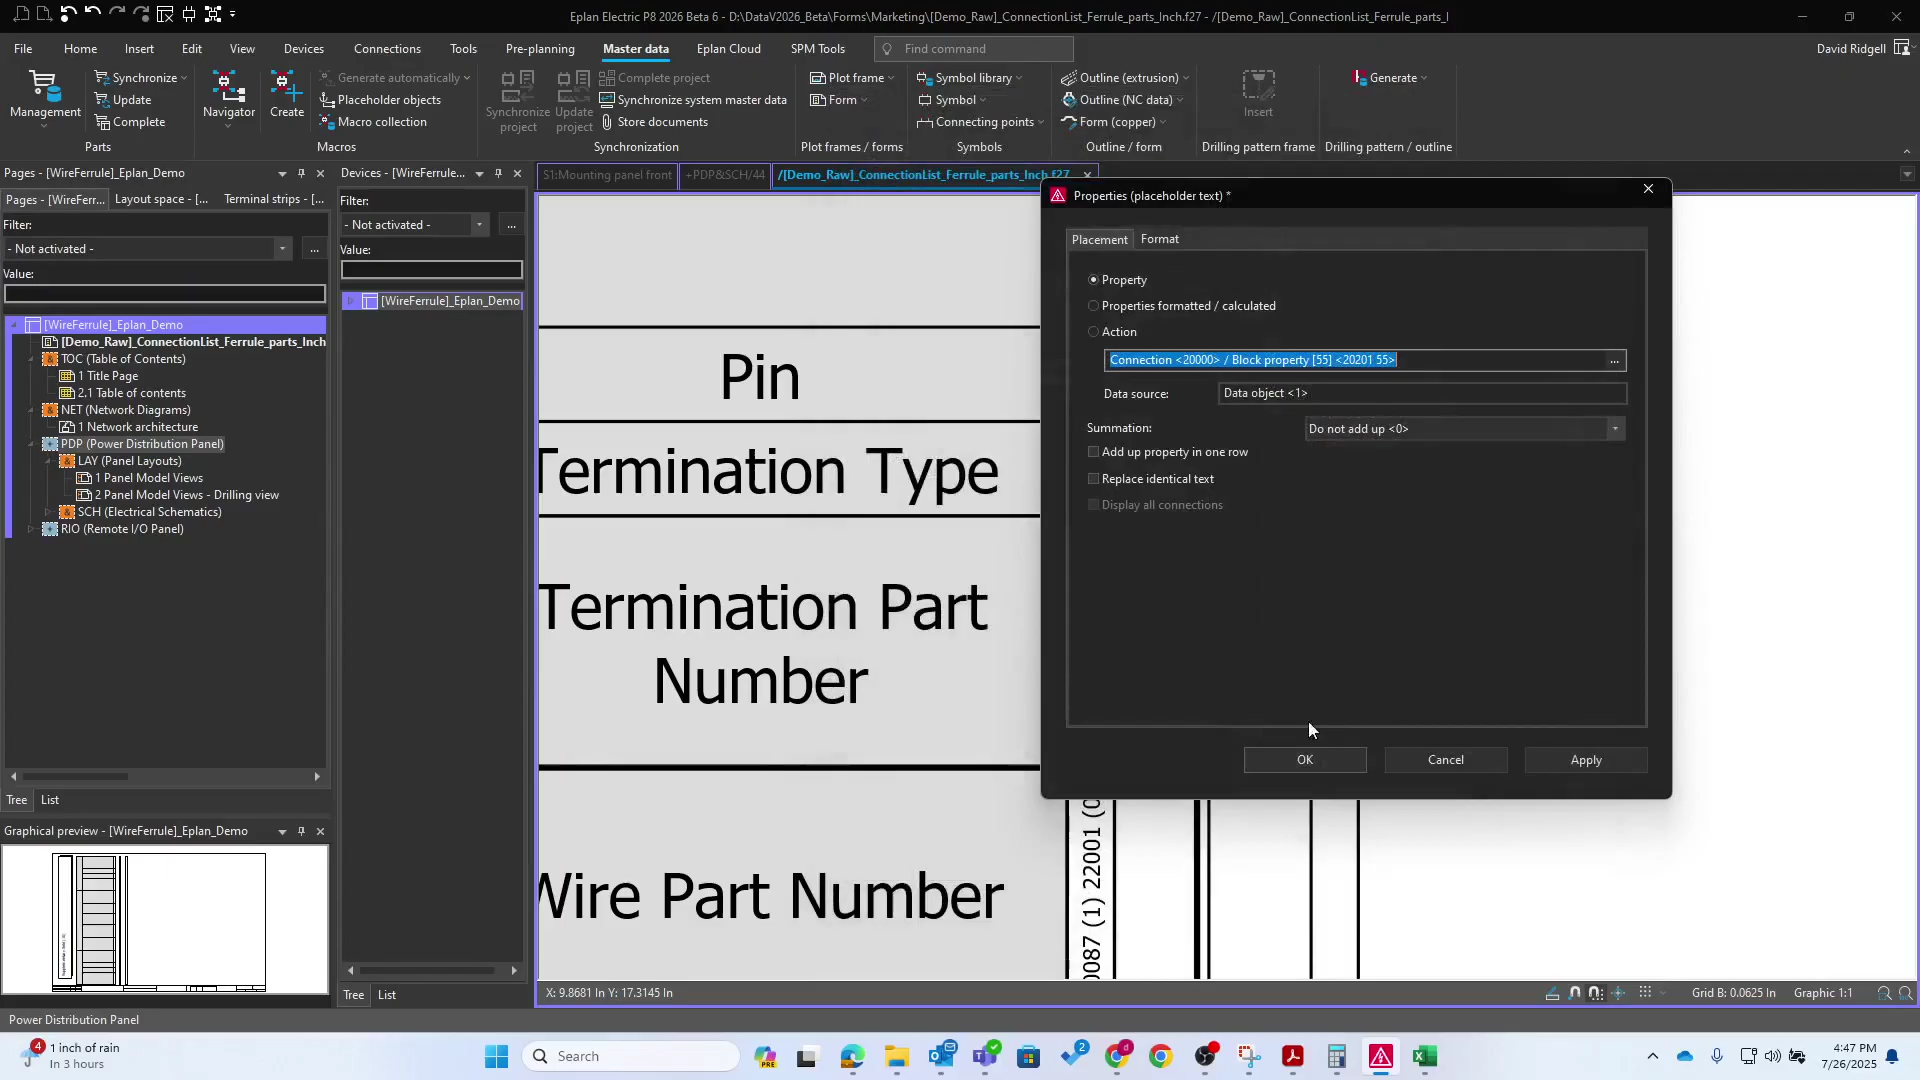 Eplan Electric P8 2026 Beta 6 - D:\DataV2026_Beta\Forms\Marketing\[Demo_Raw]_ConnectionList_Ferrule_parts_Inch.f27 - /[Demo_Raw]_ConnectionList_Ferrule_parts_I
File Home Insert Edit View Devices Connections Tools Pre-planning Master data Eplan Cloud SPM Tools Find command David Ridgell
Management
Synchronize
Update
Complete
Parts
Navigator
Create
Generate automatically
Placeholder objects
Macro collection
Macros
Synchronize project
Update project
Complete project
Synchronize system master data
Store documents
Synchronization
Plot frame
Form
Plot frames / forms
Symbol library
Symbol
Connecting points
Symbols
Outline (extrusion)
Outline (NC data)
Form (copper)
Outline / form
Insert
Drilling pattern frame
Generate
Drilling pattern / outline
Pages - [WireFerrule]_Eplan_Demo
Pages - [WireFerr... Layout space - [... Terminal strips - [...
Filter:
- Not activated -
...
Value:
[WireFerrule]_Eplan_Demo
[Demo_Raw]_ConnectionList_Ferrule_parts_Inch
TOC (Table of Contents)
1 Title Page
2.1 Table of contents
NET (Network Diagrams)
1 Network architecture
PDP (Power Distribution Panel)
LAY (Panel Layouts)
1 Panel Model Views
2 Panel Model Views - Drilling view
SCH (Electrical Schematics)
RIO (Remote I/O Panel)
Tree List
Graphical preview - [WireFerrule]_Eplan_Demo
Devices - [WireFerrule...
Filter:
- Not activated -
...
Value:
[WireFerrule]_Eplan_Demo
Tree List
S1:Mounting panel front +PDP&SCH/44 /[Demo_Raw]_ConnectionList_Ferrule_parts_Inch.f27
Pin
Termination Type
Termination Part
Number
Wire Part Number
0087 (1) 22001 (0
Properties (placeholder text) *
Placement Format
Property
Properties formatted / calculated
Action
Connection <20000> / Block property [55] <20201 55>
...
Data source: Data object <1>
Summation: Do not add up <0>
Add up property in one row
Replace identical text
Display all connections
OK Cancel Apply
X: 9.8681 In Y: 17.3145 In
Grid B: 0.0625 In Graphic 1:1
Power Distribution Panel
4
1 inch of rain
In 3 hours
Search
PRE
2
d
4:47 PM
7/26/2025